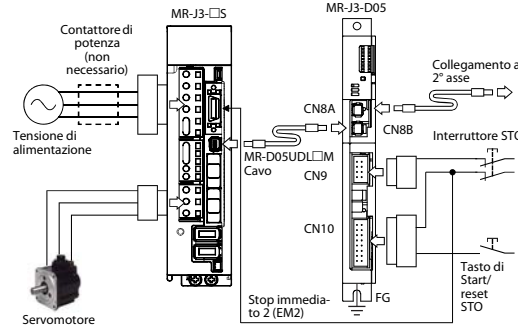 MR-J3-□S
MR-J3-D05
Contattore di
potenza
(non
necessario)
Collegamento a
2° asse
CN8A
CN8B
Interruttore STO
Tensione di
alimentazione
MR-D05UDL□M
Cavo
CN9
CN10
Tasto di
Start/
reset
STO
Stop immedia-
to 2 (EM2)
FG
Servomotore